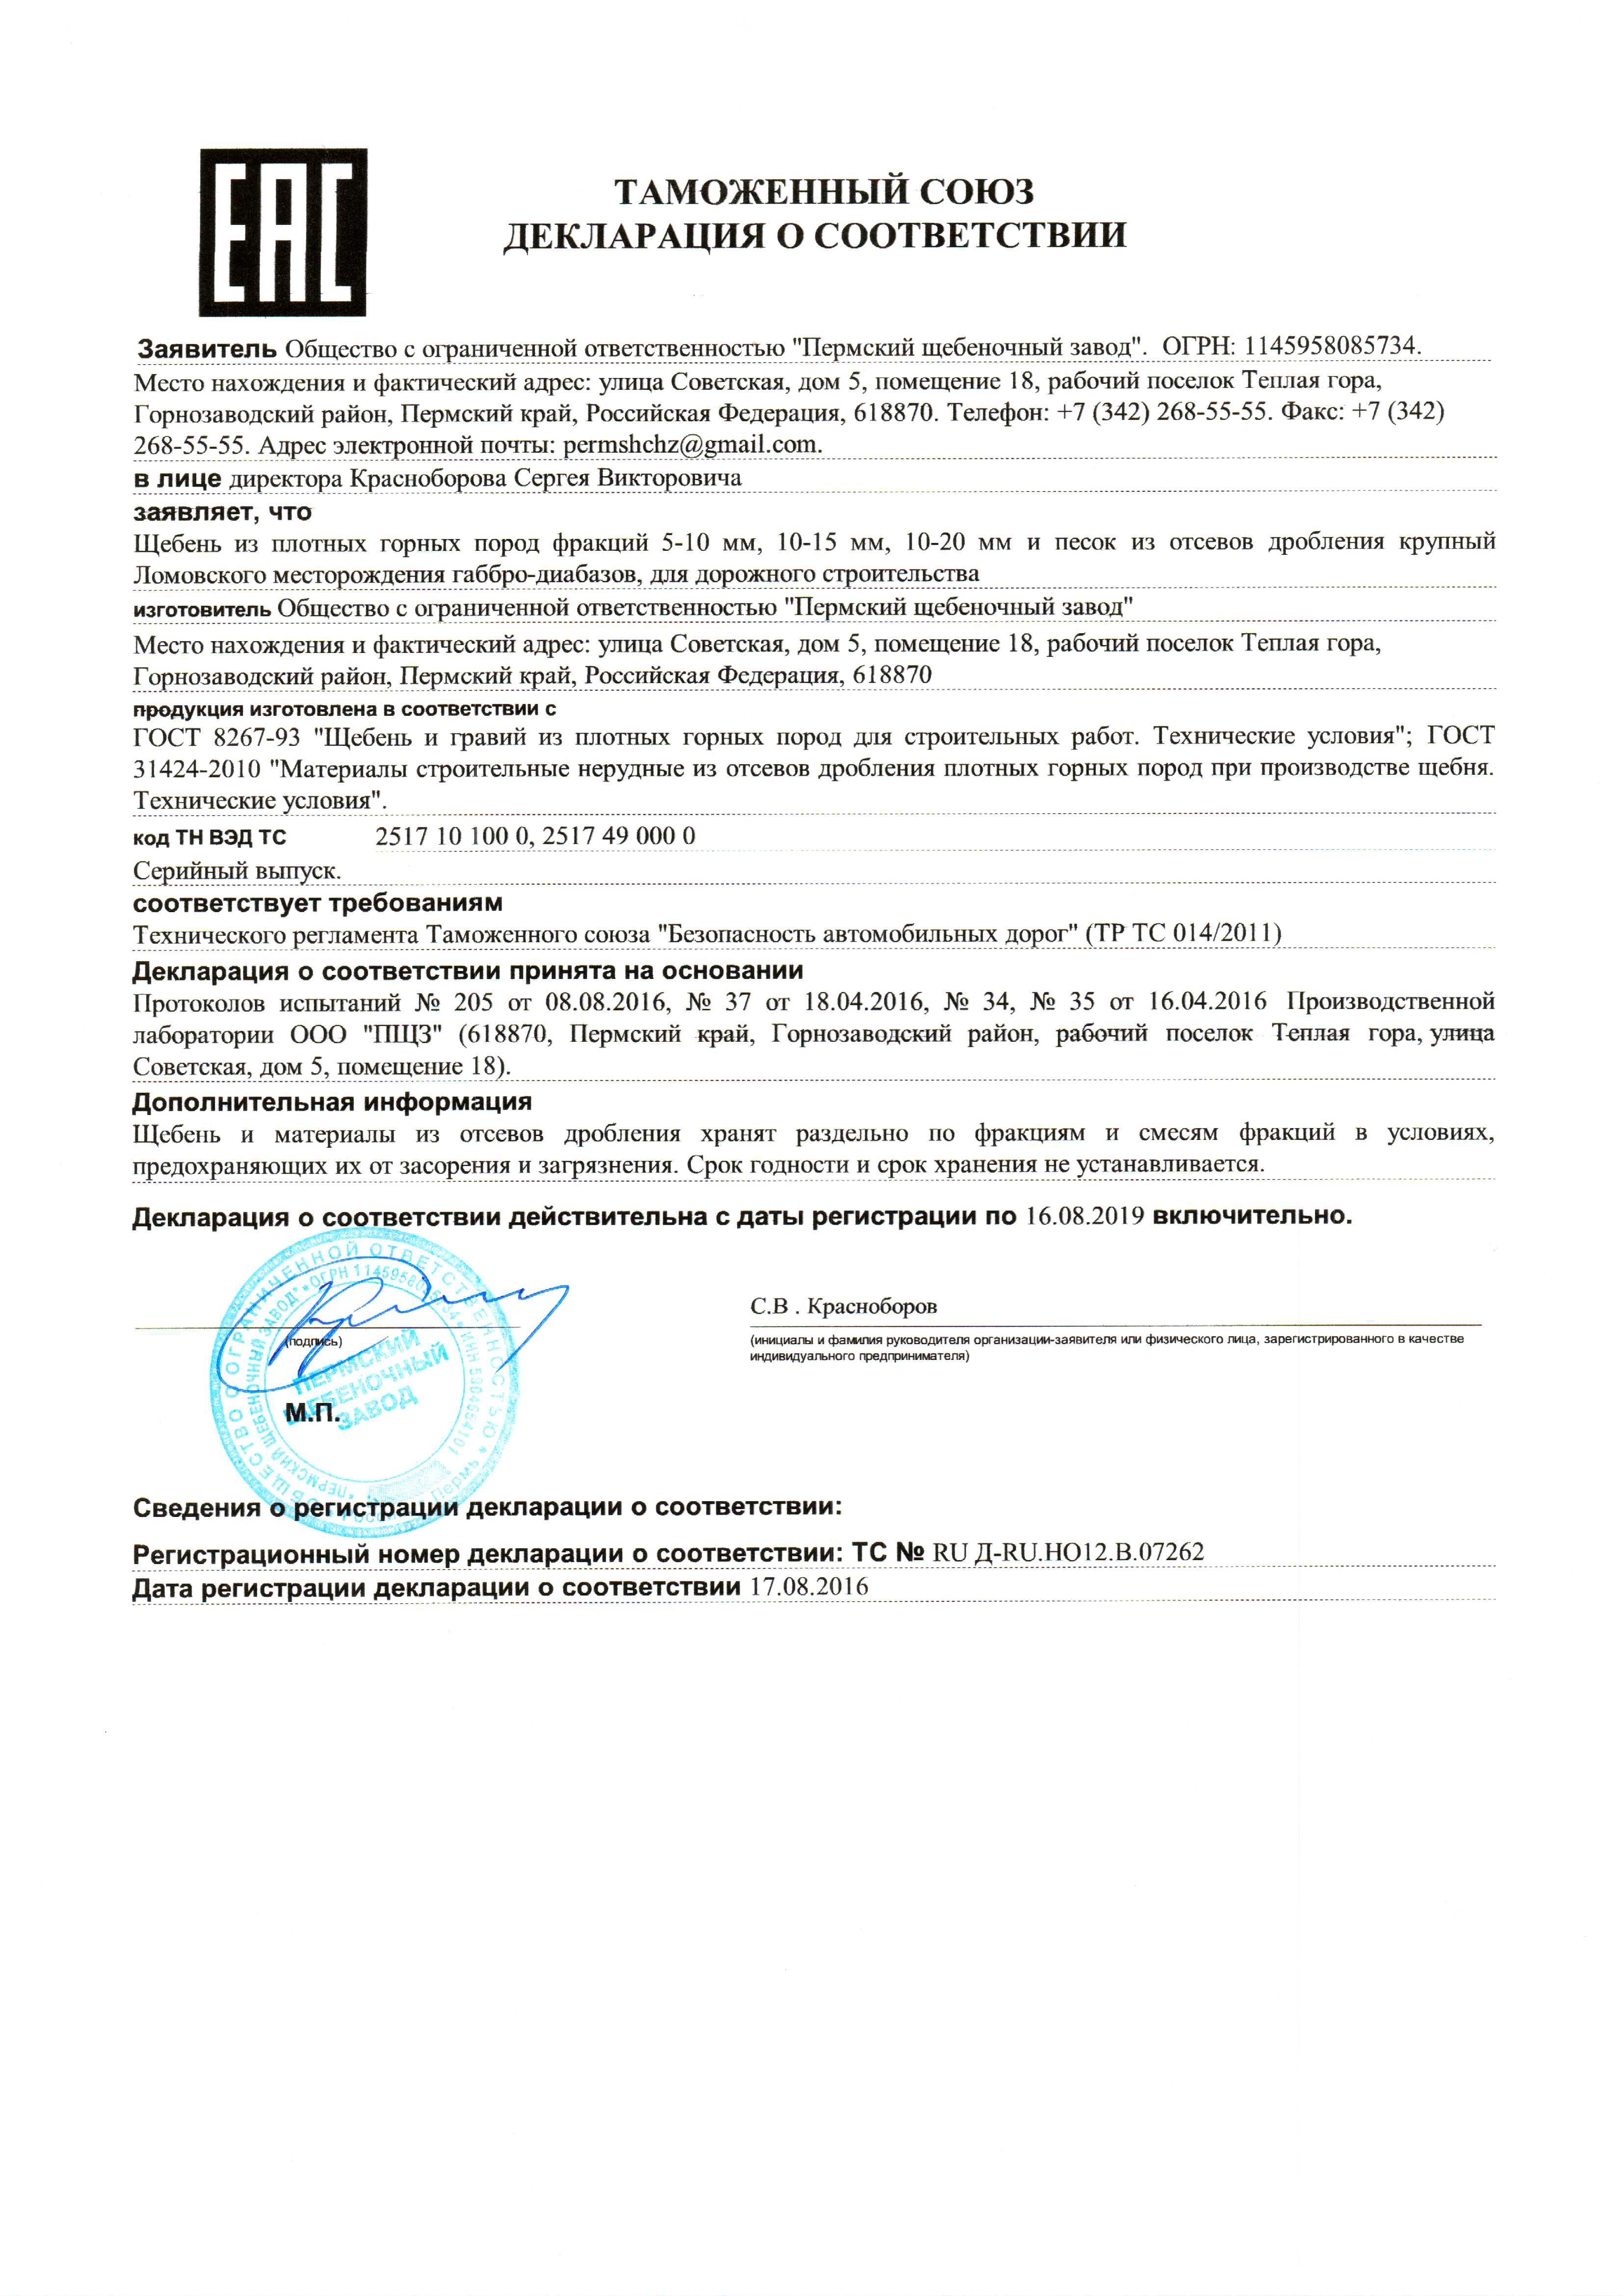 ЕАС
ТАМОЖЕННЫЙ СОЮЗ
ДЕКЛАРАЦИЯ О СООТВЕТСТВИИ
Заявитель Общество с ограниченной ответственностью "Пермский щебеночный завод". ОГРН: 1145958085734.
Место нахождения и фактический адрес: улица Советская, дом 5, помещение 18, рабочий поселок Теплая гора,
Горнозаводский район, Пермский край, Российская Федерация, 618870. Телефон: +7 (342) 268-55-55. Факс: +7 (342)
268-55-55. Адрес электронной почты: permshchz@gmail.com.
в лице директора Красноборова Сергея Викторовича
заявляет, что
Щебень из плотных горных пород фракций 5-10 мм, 10-15 мм, 10-20 мм и песок из отсевов дробления крупный
Ломовского месторождения габбро-диабазов, для дорожного строительства
изготовитель Общество с ограниченной ответственностью "Пермский щебеночный завод"
Место нахождения и фактический адрес: улица Советская, дом 5, помещение 18, рабочий поселок Теплая гора,
Горнозаводский район, Пермский край, Российская Федерация, 618870
продукция изготовлена в соответствии с
ГОСТ 8267-93 "Щебень и гравий из плотных горных пород для строительных работ. Технические условия"; ГОСТ
31424-2010 "Материалы строительные нерудные из отсевов дробления плотных горных пород при производстве щебня.
Технические условия".
код ТН ВЭД ТС 2517 10 100 0, 2517 49 000 0
Серийный выпуск.
соответствует требованиям
Технического регламента Таможенного союза "Безопасность автомобильных дорог" (ТР ТС 014/2011)
Декларация о соответствии принята на основании
Протоколов испытаний № 205 от 08.08.2016, № 37 от 18.04.2016, № 34, № 35 от 16.04.2016 Производственной
лаборатории ООО "ПЩЗ" (618870, Пермский край, Горнозаводский район, рабочий поселок Теплая гора, улица
Советская, дом 5, помещение 18).
Дополнительная информация
Щебень и материалы из отсевов дробления хранят раздельно по фракциям и смесям фракций в условиях,
предохраняющих их от засорения и загрязнения. Срок годности и срок хранения не устанавливается.
Декларация о соответствии действительна с даты регистрации по 16.08.2019 включительно.
ОБЩЕСТВО С ОГРАНИЧЕННОЙ ОТВЕТСТВЕННОСТЬЮ
"ПЕРМСКИЙ ЩЕБЕНОЧНЫЙ ЗАВОД" ОГРН
ПЕРМСКИЙ
ЩЕБЕНОЧНЫЙ
ЗАВОД
(подпись)
М.П.
С.В . Красноборов
(инициалы и фамилия руководителя организации-заявителя или физического лица, зарегистрированного в качестве
индивидуального предпринимателя)
Сведения о регистрации декларации о соответствии:
Регистрационный номер декларации о соответствии: ТС № RU Д-RU.НО12.В.07262
Дата регистрации декларации о соответствии 17.08.2016